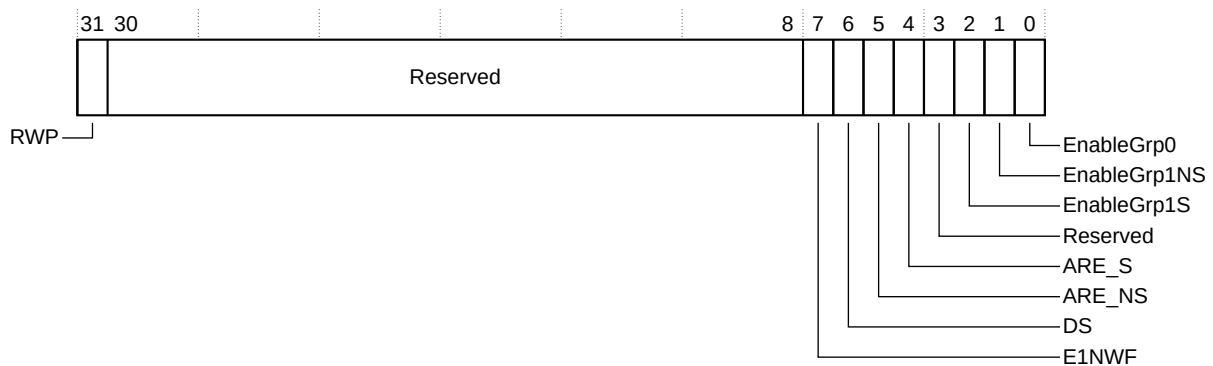 31 30 8 7 6 5 4 3 2 1 0
Reserved
RWP
EnableGrp0
EnableGrp1NS
EnableGrp1S
Reserved
ARE_S
ARE_NS
DS
E1NWF